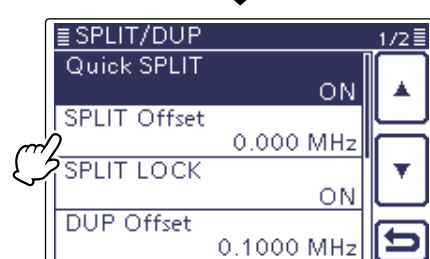 SPLIT/DUP 1/2
Quick SPLIT
ON
SPLIT Offset
0.000 MHz
SPLIT LOCK
ON
DUP Offset
0.1000 MHz